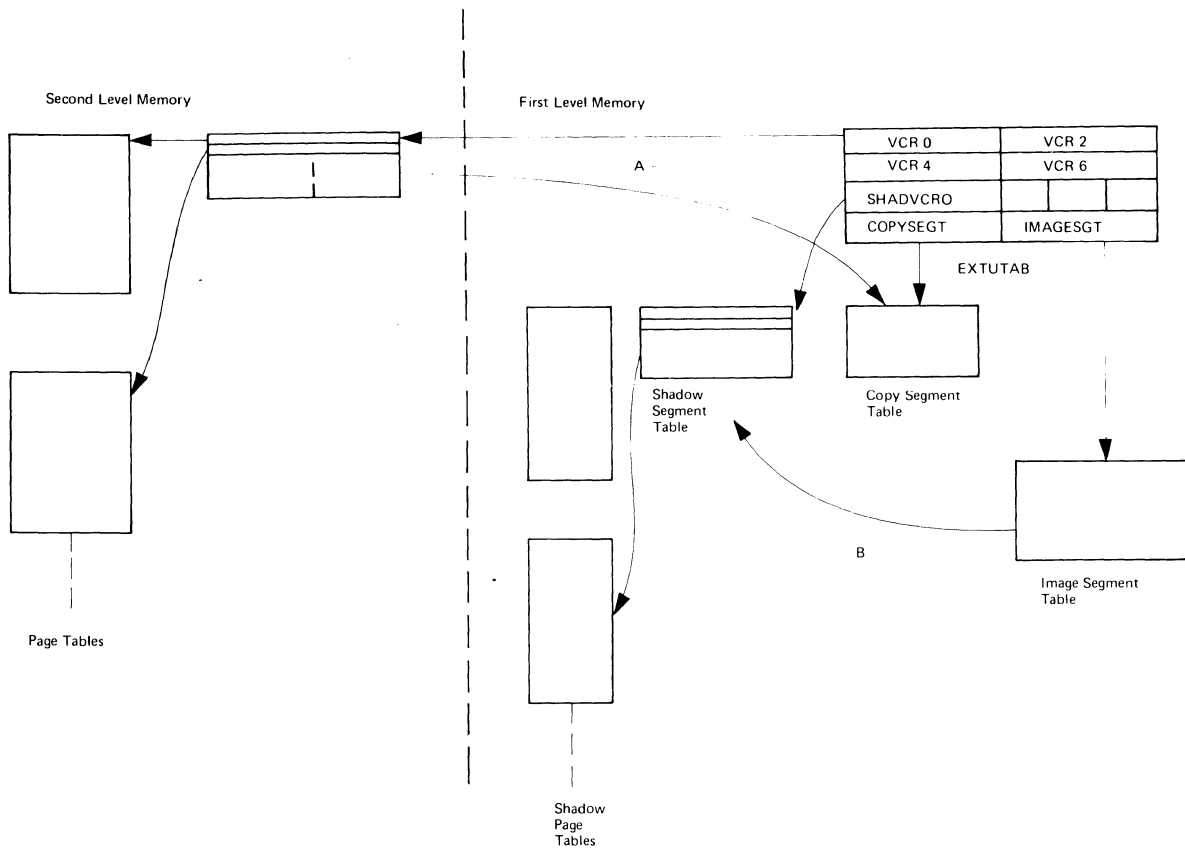 Second Level Memory
First Level Memory
VCR 0
VCR 2
VCR 4
VCR 6
SHADVCRO
COPYSEGT
IMAGESGT
EXTUTAB
A
Shadow
Segment
Table
Copy Segment
Table
B
Image Segment
Table
Page Tables
Shadow
Page
Tables